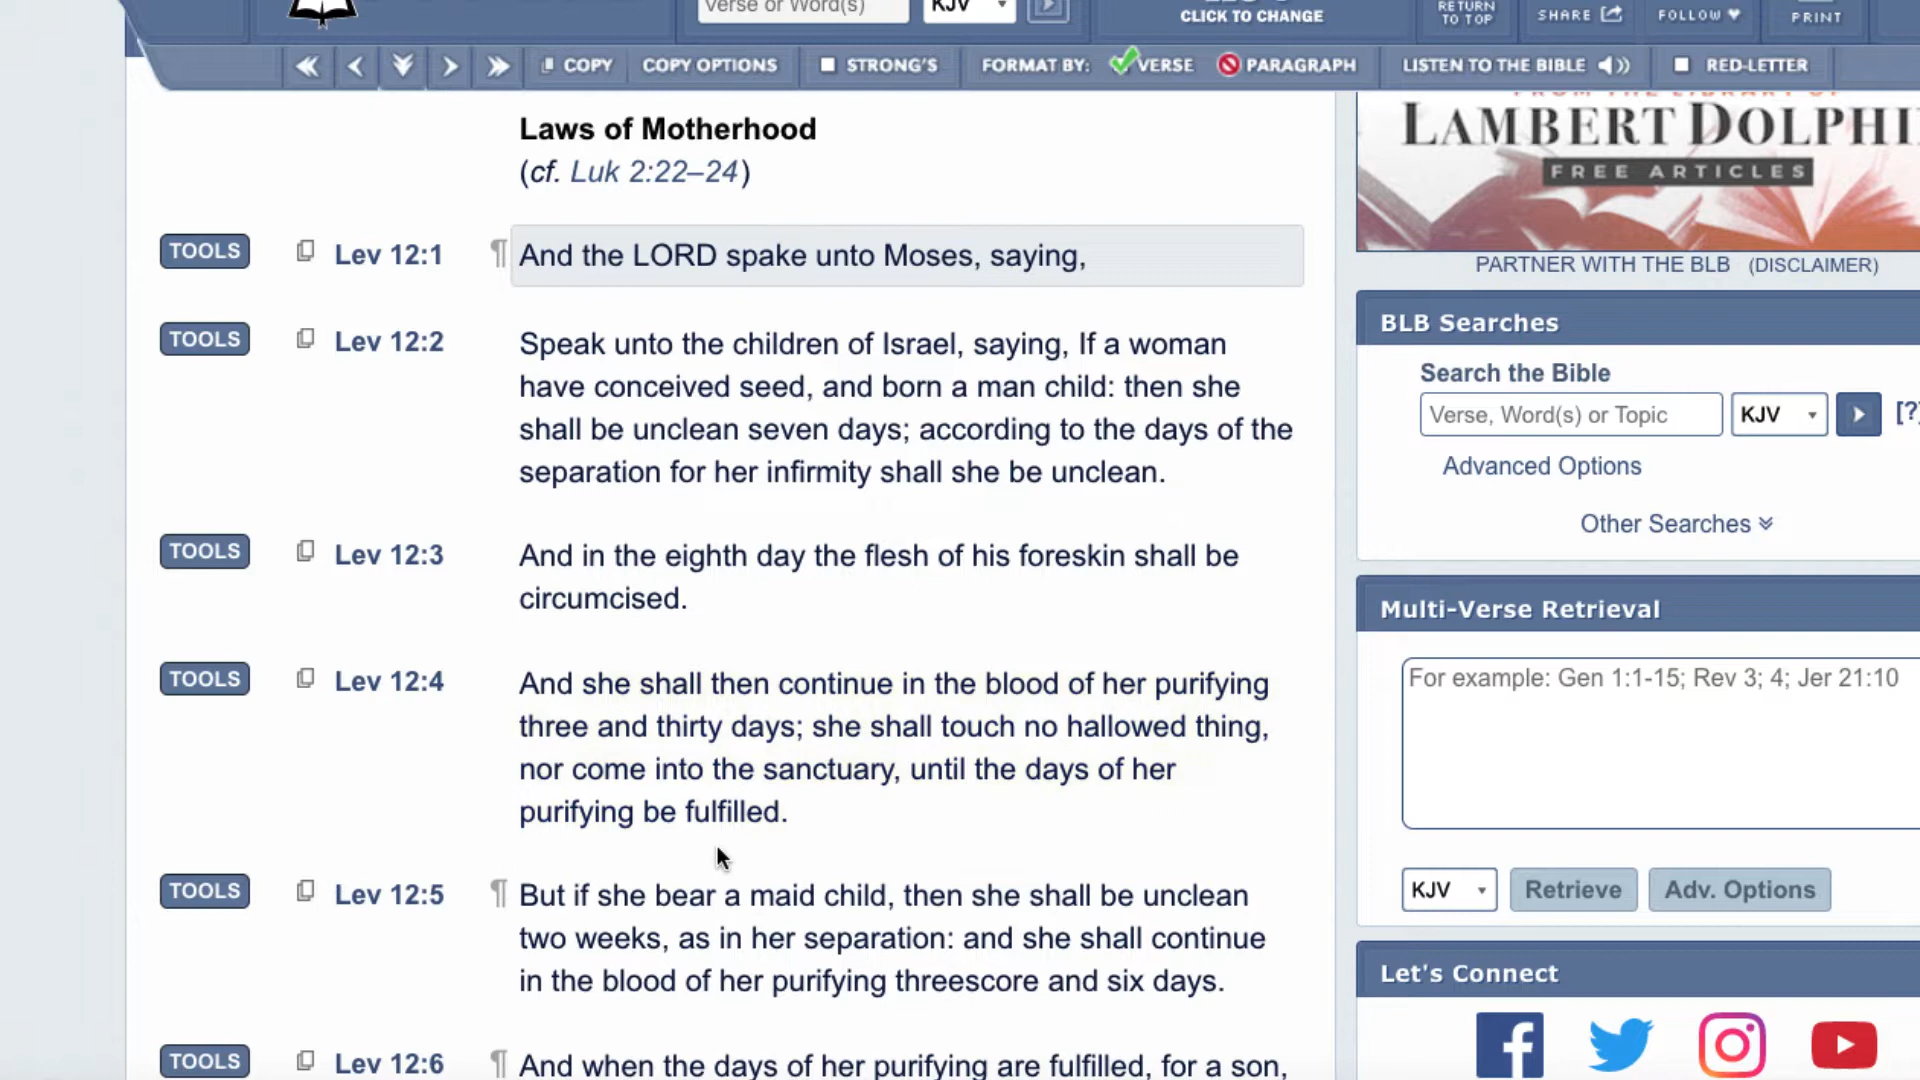 Verse or Word(s)
KJV
CLICK TO CHANGE
RETURN
TO TOP
SHARE
FOLLOW
PRINT
COPY
COPY OPTIONS
STRONG'S
FORMAT BY:
VERSE
PARAGRAPH
LISTEN TO THE BIBLE
RED-LETTER
Laws of Motherhood
(cf. Luk 2:22–24)
TOOLS
Lev 12:1
¶ And the LORD spake unto Moses, saying,
TOOLS
Lev 12:2
Speak unto the children of Israel, saying, If a woman
have conceived seed, and born a man child: then she
shall be unclean seven days; according to the days of the
separation for her infirmity shall she be unclean.
TOOLS
Lev 12:3
And in the eighth day the flesh of his foreskin shall be
circumcised.
TOOLS
Lev 12:4
And she shall then continue in the blood of her purifying
three and thirty days; she shall touch no hallowed thing,
nor come into the sanctuary, until the days of her
purifying be fulfilled.
TOOLS
Lev 12:5
¶ But if she bear a maid child, then she shall be unclean
two weeks, as in her separation: and she shall continue
in the blood of her purifying threescore and six days.
TOOLS
Lev 12:6
¶ And when the days of her purifying are fulfilled, for a son,
FROM THE LIBRARY OF
LAMBERT DOLPHI
FREE ARTICLES
PARTNER WITH THE BLB (DISCLAIMER)
BLB Searches
Search the Bible
Verse, Word(s) or Topic
KJV
[?]
Advanced Options
Other Searches
Multi-Verse Retrieval
For example: Gen 1:1-15; Rev 3; 4; Jer 21:10
KJV
Retrieve
Adv. Options
Let's Connect